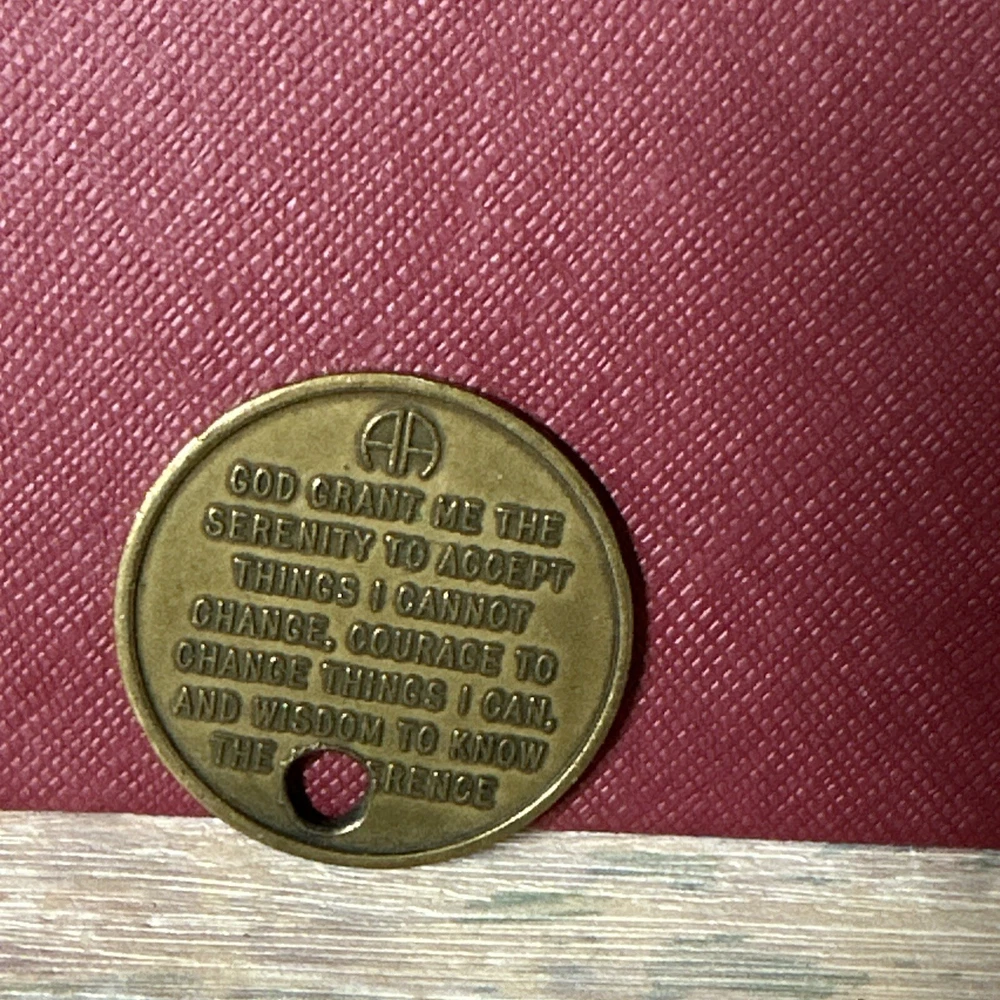 AA
GOD GRANT ME THE
SERENITY TO ACCEPT
THINGS I CANNOT
CHANGE, COURAGE TO
CHANGE THINGS I CAN,
AND WISDOM TO KNOW
THE RENCE